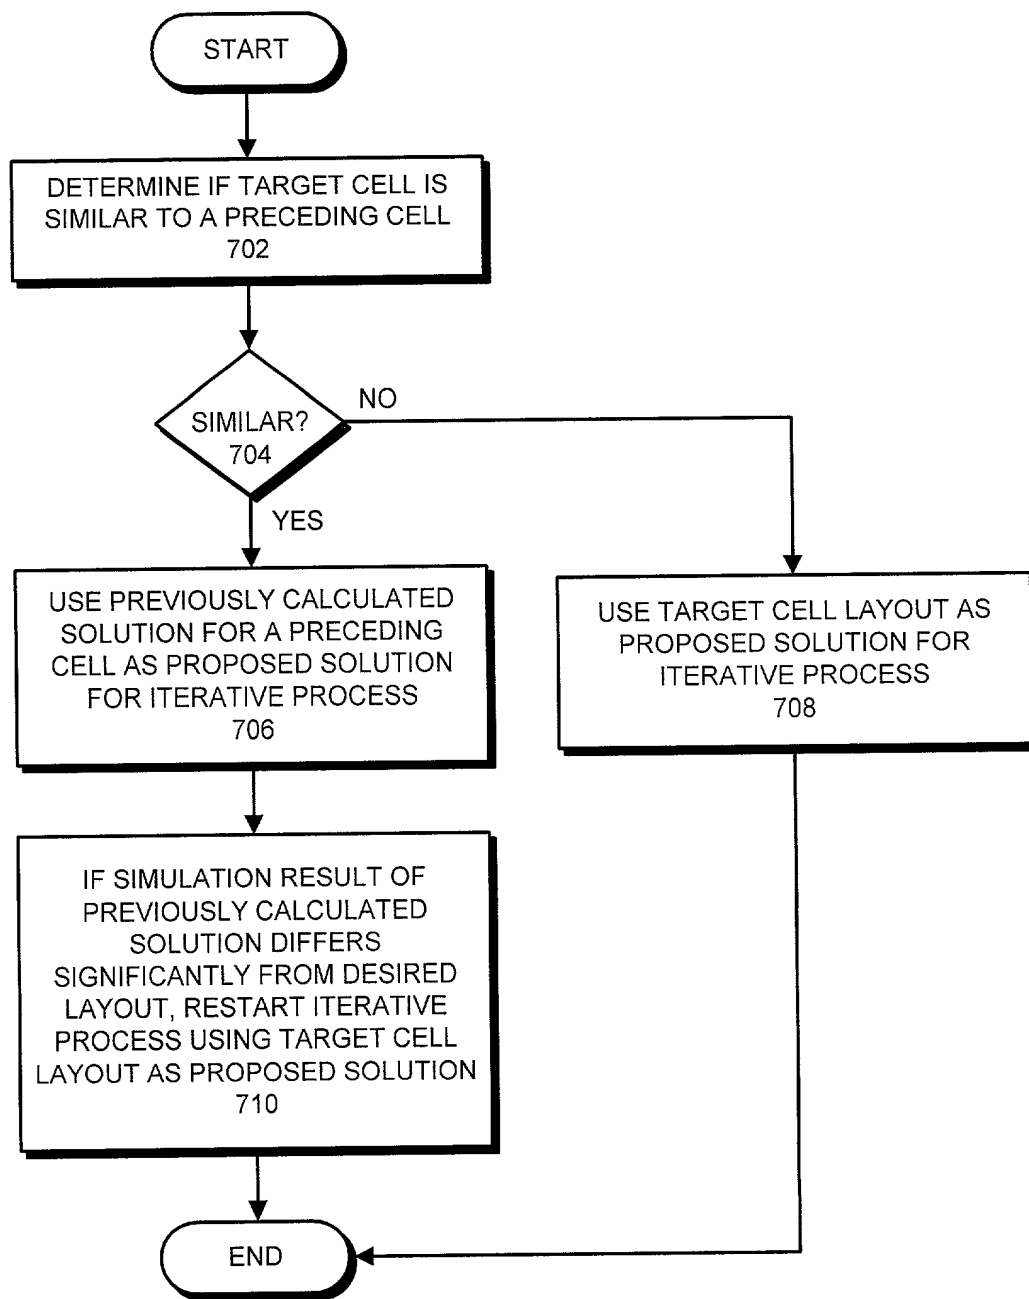 START
DETERMINE IF TARGET CELL IS
SIMILAR TO A PRECEDING CELL
702
SIMILAR?
704
NO
YES
USE PREVIOUSLY CALCULATED
SOLUTION FOR A PRECEDING
CELL AS PROPOSED SOLUTION
FOR ITERATIVE PROCESS
706
USE TARGET CELL LAYOUT AS
PROPOSED SOLUTION FOR
ITERATIVE PROCESS
708
IF SIMULATION RESULT OF
PREVIOUSLY CALCULATED
SOLUTION DIFFERS
SIGNIFICANTLY FROM DESIRED
LAYOUT, RESTART ITERATIVE
PROCESS USING TARGET CELL
LAYOUT AS PROPOSED SOLUTION
710
END